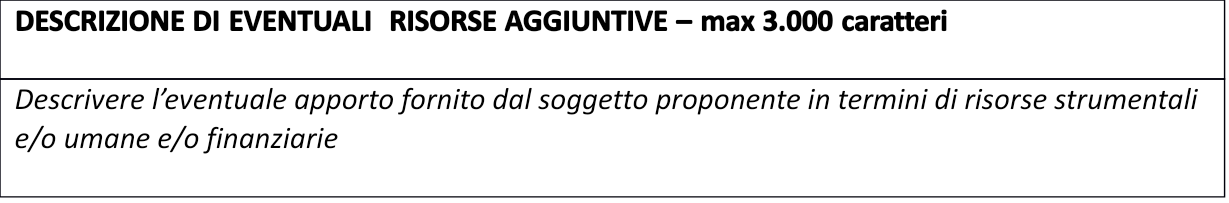 DESCRIZIONE DI EVENTUALI  RISORSE AGGIUNTIVE – max 3.000 caratteri
Descrivere l’eventuale apporto fornito dal soggetto proponente in termini di risorse strumentali
e/o umane e/o finanziarie